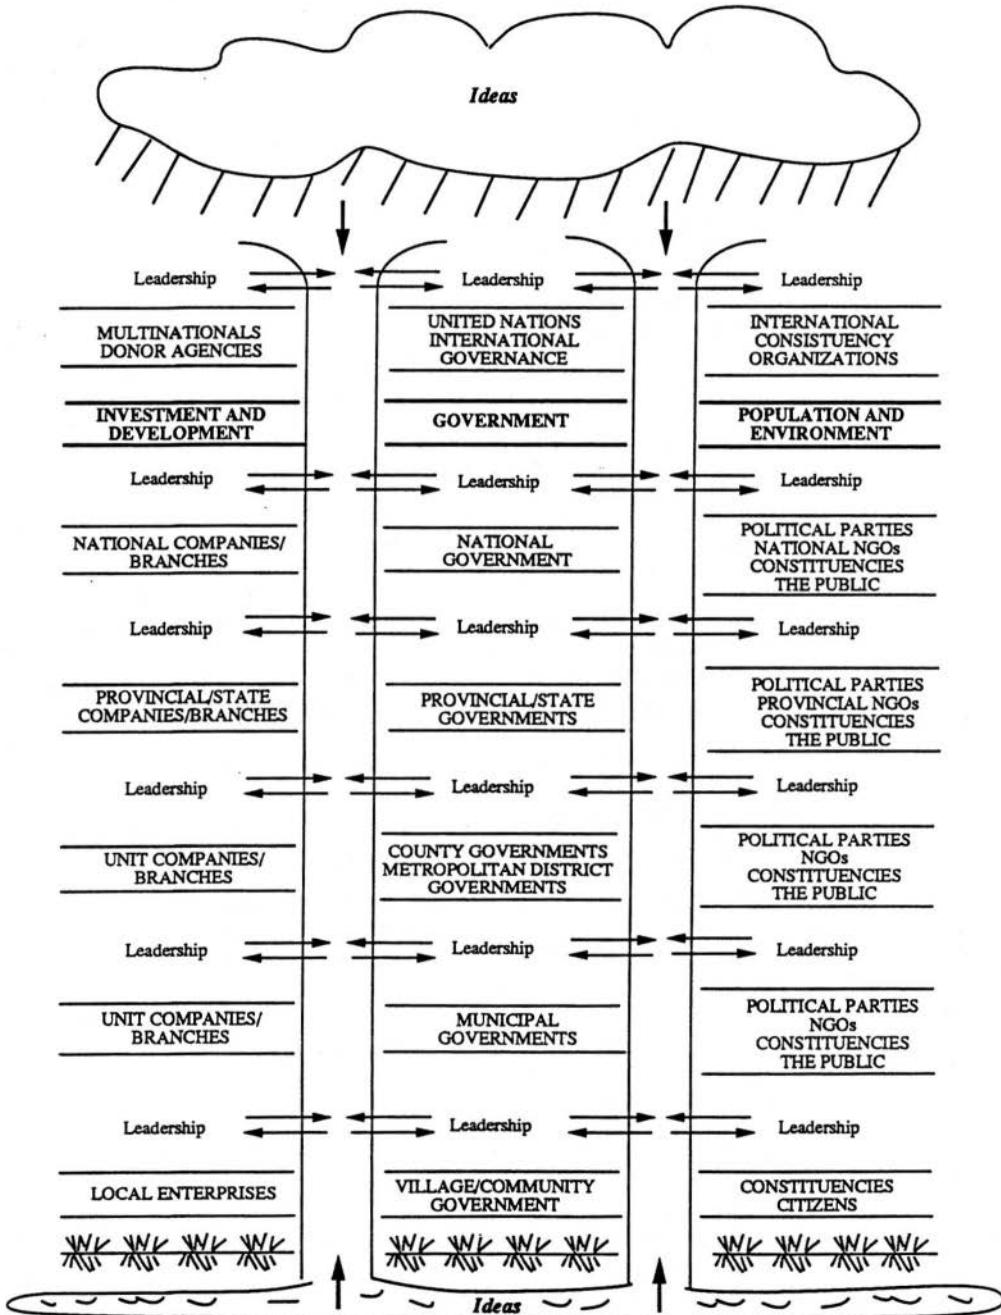 Ideas
Leadership
Leadership
Leadership
MULTINATIONALS
DONOR AGENCIES
UNITED NATIONS
INTERNATIONAL
GOVERNANCE
INTERNATIONAL
CONSISTUENCY
ORGANIZATIONS
INVESTMENT AND
DEVELOPMENT
GOVERNMENT
POPULATION AND
ENVIRONMENT
Leadership
Leadership
Leadership
NATIONAL COMPANIES/
BRANCHES
NATIONAL
GOVERNMENT
POLITICAL PARTIES
NATIONAL NGOs
CONSTITUENCIES
THE PUBLIC
Leadership
Leadership
Leadership
PROVINCIAL/STATE
COMPANIES/BRANCHES
PROVINCIAL/STATE
GOVERNMENTS
POLITICAL PARTIES
PROVINCIAL NGOs
CONSTITUENCIES
THE PUBLIC
Leadership
Leadership
Leadership
UNIT COMPANIES/
BRANCHES
COUNTY GOVERNMENTS
METROPOLITAN DISTRICT
GOVERNMENTS
POLITICAL PARTIES
NGOs
CONSTITUENCIES
THE PUBLIC
Leadership
Leadership
Leadership
UNIT COMPANIES/
BRANCHES
MUNICIPAL
GOVERNMENTS
POLITICAL PARTIES
NGOs
CONSTITUENCIES
THE PUBLIC
Leadership
Leadership
Leadership
LOCAL ENTERPRISES
VILLAGE/COMMUNITY
GOVERNMENT
CONSTITUENCIES
CITIZENS
Ideas